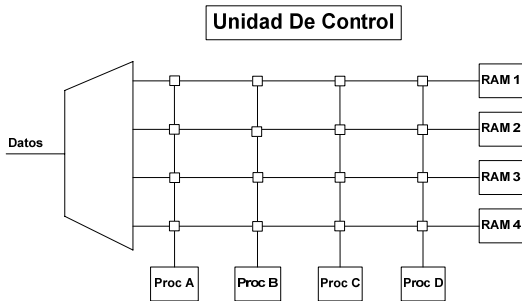 Unidad De Control
RAM 1
RAM 2
Datos
RAM 3
RAM 4
Proc A
Proc B
Proc C
Proc D